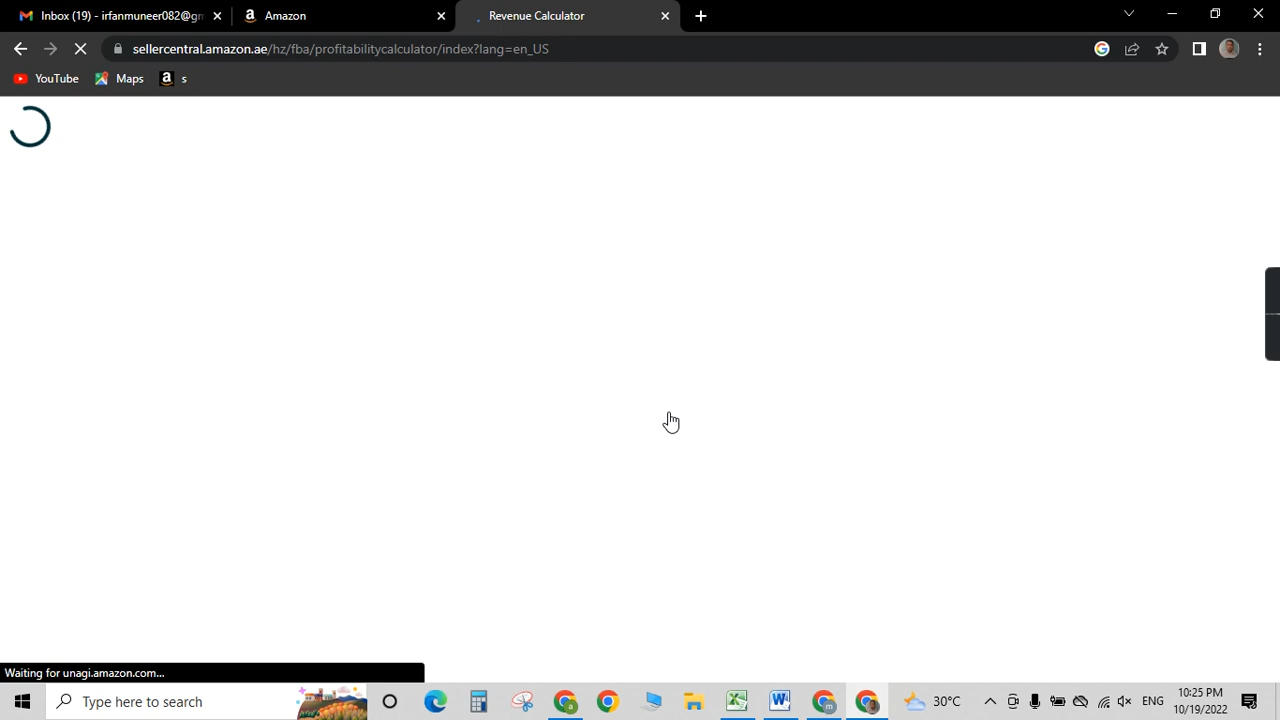 Inbox (19) - irfanmuneer082@gm
Amazon
Revenue Calculator
sellercentral.amazon.ae/hz/fba/profitabilitycalculator/index?lang=en_US
YouTube
Maps
s
Waiting for unagi.amazon.com...
Type here to search
30°C
ENG
10:25 PM
10/19/2022